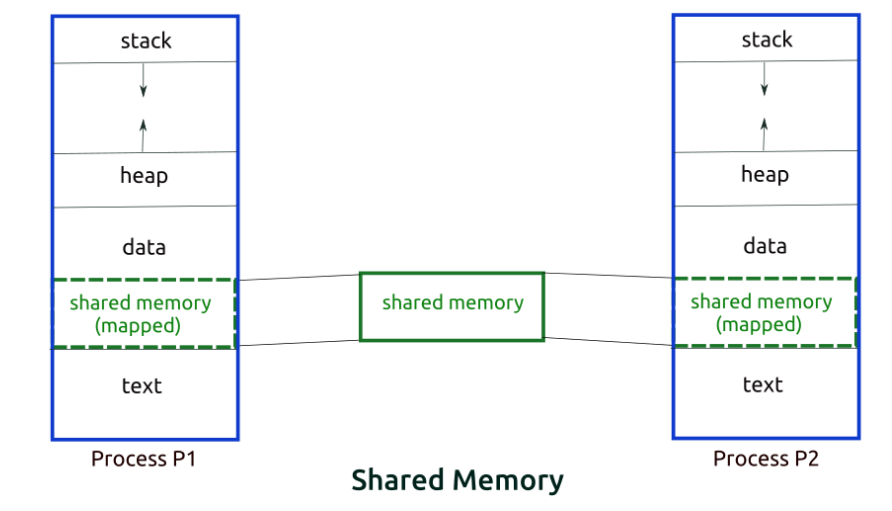 stack
heap
data
shared memory
(mapped)
text
Process P1
shared memory
stack
heap
data
shared memory
(mapped)
text
Process P2
Shared Memory